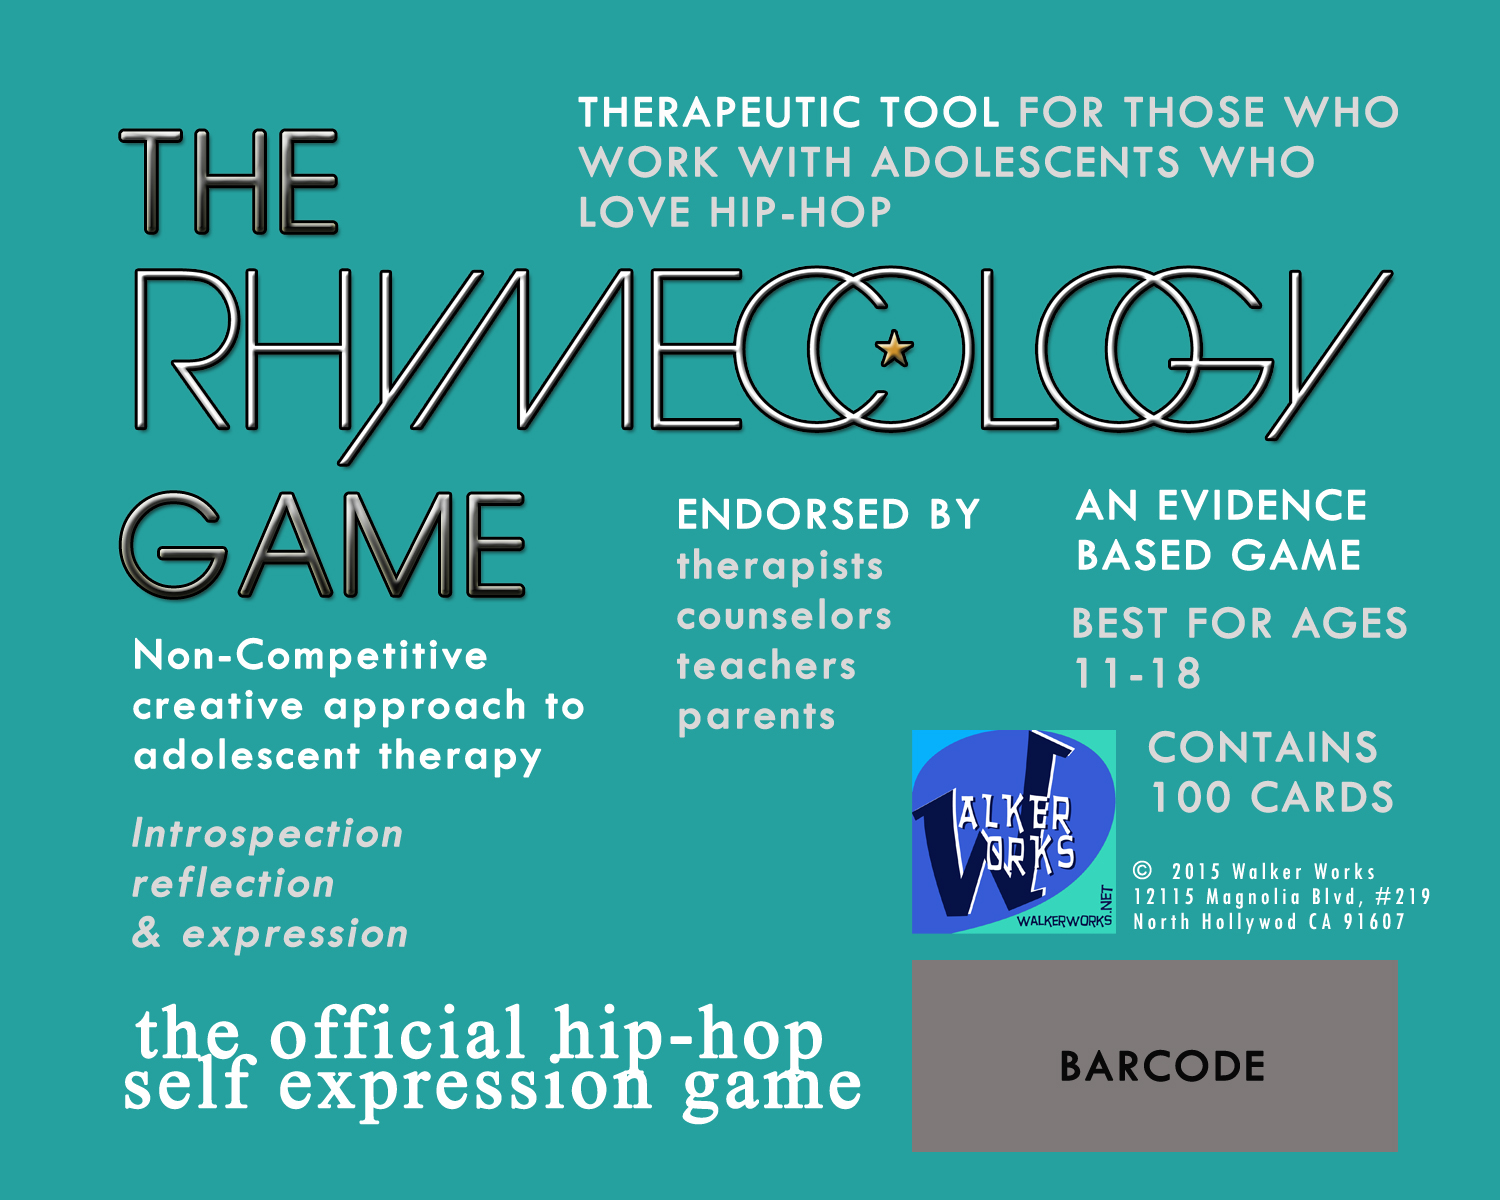 THERAPEUTIC TOOL FOR THOSE WHO
WORK WITH ADOLESCENTS WHO
LOVE HIP-HOP
THE
RHYMECOLOGY
GAME
Non-Competitive
creative approach to
adolescent therapy
Introspection
reflection
& expression
ENDORSED BY
therapists
counselors
teachers
parents
AN EVIDENCE
BASED GAME
BEST FOR AGES
11-18
CONTAINS
100 CARDS
WALKER
WORKS
WALKERWORKS.NET
© 2015 Walker Works
12115 Magnolia Blvd, #219
North Hollywod CA 91607
the official hip-hop
self expression game
BARCODE